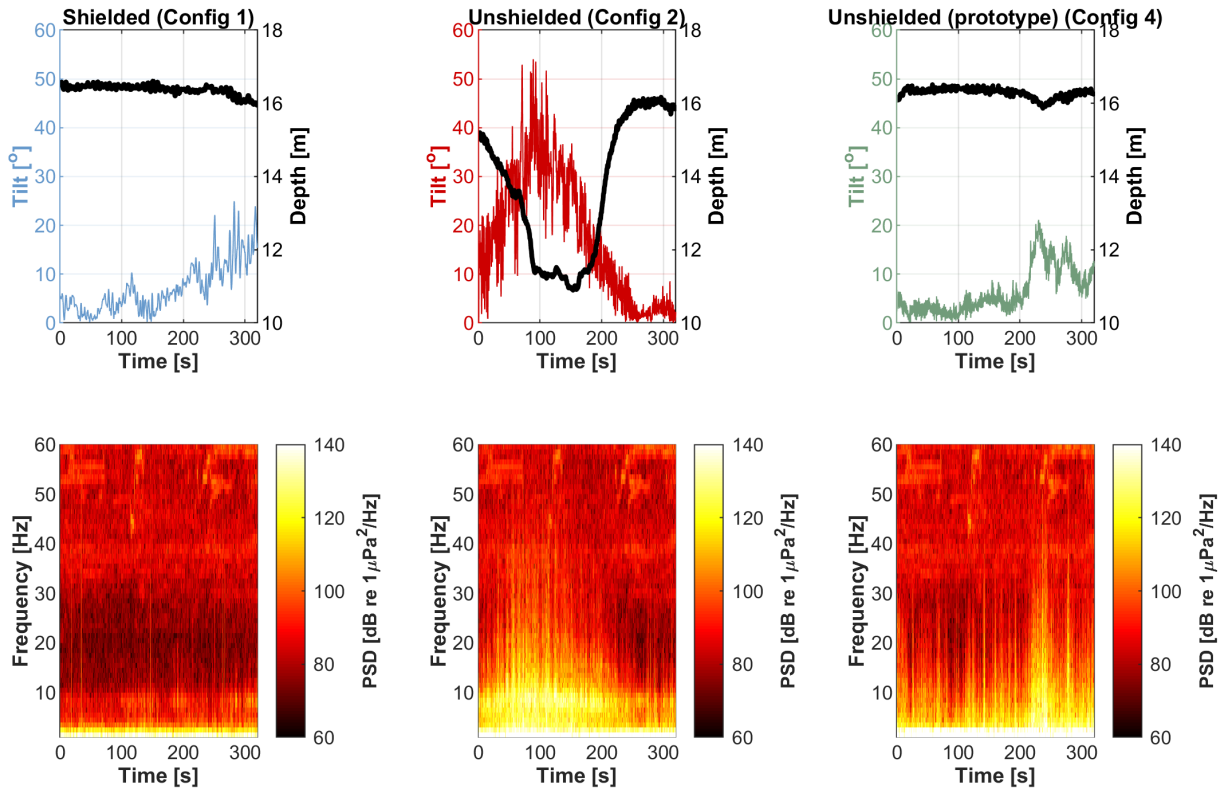 Shielded (Config 1)
60
50
40
30
20
10
0
Tilt [°]
18
16
14
12
10
Depth [m]
0 100 200 300
Time [s]
Unshielded (Config 2)
60
50
40
30
20
10
0
Tilt [°]
18
16
14
12
10
Depth [m]
0 100 200 300
Time [s]
Unshielded (prototype) (Config 4)
60
50
40
30
20
10
0
Tilt [°]
18
16
14
12
10
Depth [m]
0 100 200 300
Time [s]
60
50
40
30
20
10
Frequency [Hz]
0 100 200 300
Time [s]
140
120
100
80
60
PSD [dB re 1 μPa²/Hz]
60
50
40
30
20
10
Frequency [Hz]
0 100 200 300
Time [s]
140
120
100
80
60
PSD [dB re 1 μPa²/Hz]
60
50
40
30
20
10
Frequency [Hz]
0 100 200 300
Time [s]
140
120
100
80
60
PSD [dB re 1 μPa²/Hz]